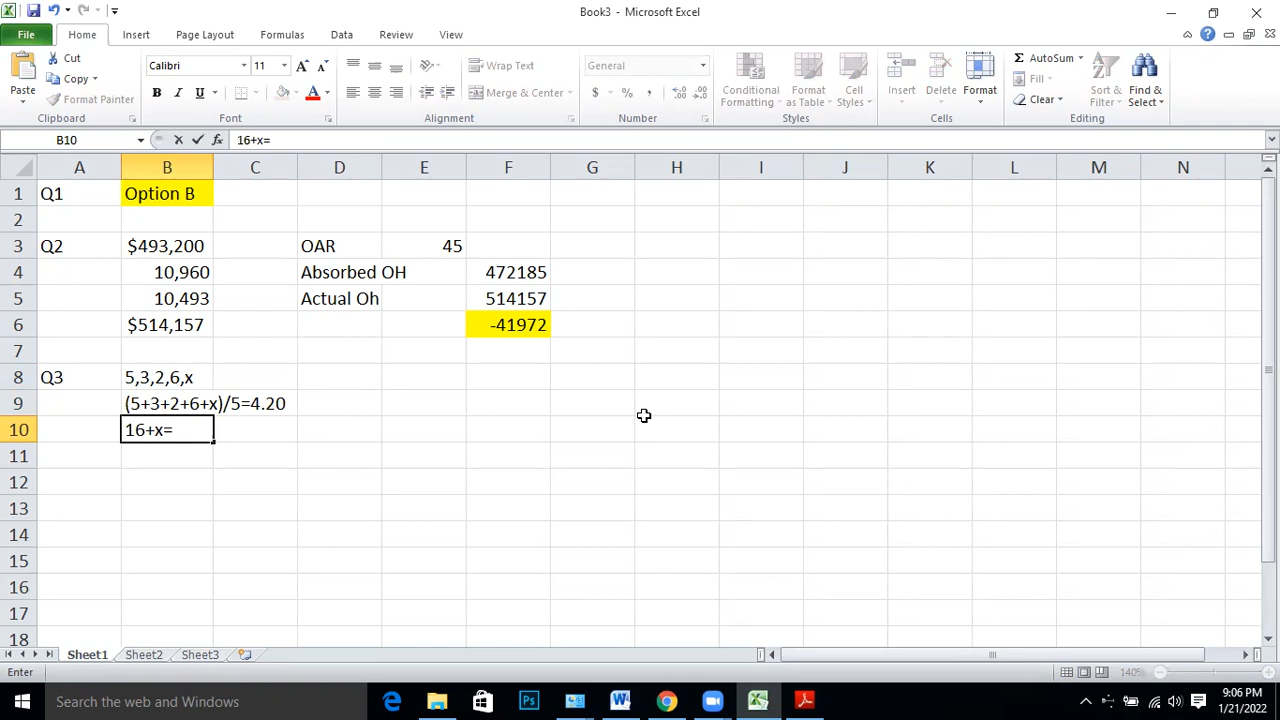 Book3 - Microsoft Excel
File Home Insert Page Layout Formulas Data Review View
Paste
Cut
Copy
Format Painter
Clipboard
Calibri 11
B I U
Font
Wrap Text
Merge & Center
Alignment
General
$ % ,
Number
Conditional Formatting
Format as Table
Cell Styles
Styles
Insert
Delete
Format
Cells
AutoSum
Fill
Clear
Sort & Filter
Find & Select
Editing
B10 fx 16+x=
A B C D E F G H I J K L M N
1 Q1 Option B
2
3 Q2 $493,200 OAR 45
4 10,960 Absorbed OH 472185
5 10,493 Actual Oh 514157
6 $514,157 -41972
7
8 Q3 5,3,2,6,x
9 (5+3+2+6+x)/5=4.20
10 16+x=
11
12
13
14
15
16
17
18
Sheet1 Sheet2 Sheet3
Enter 140%
Search the web and Windows
9:06 PM
1/21/2022